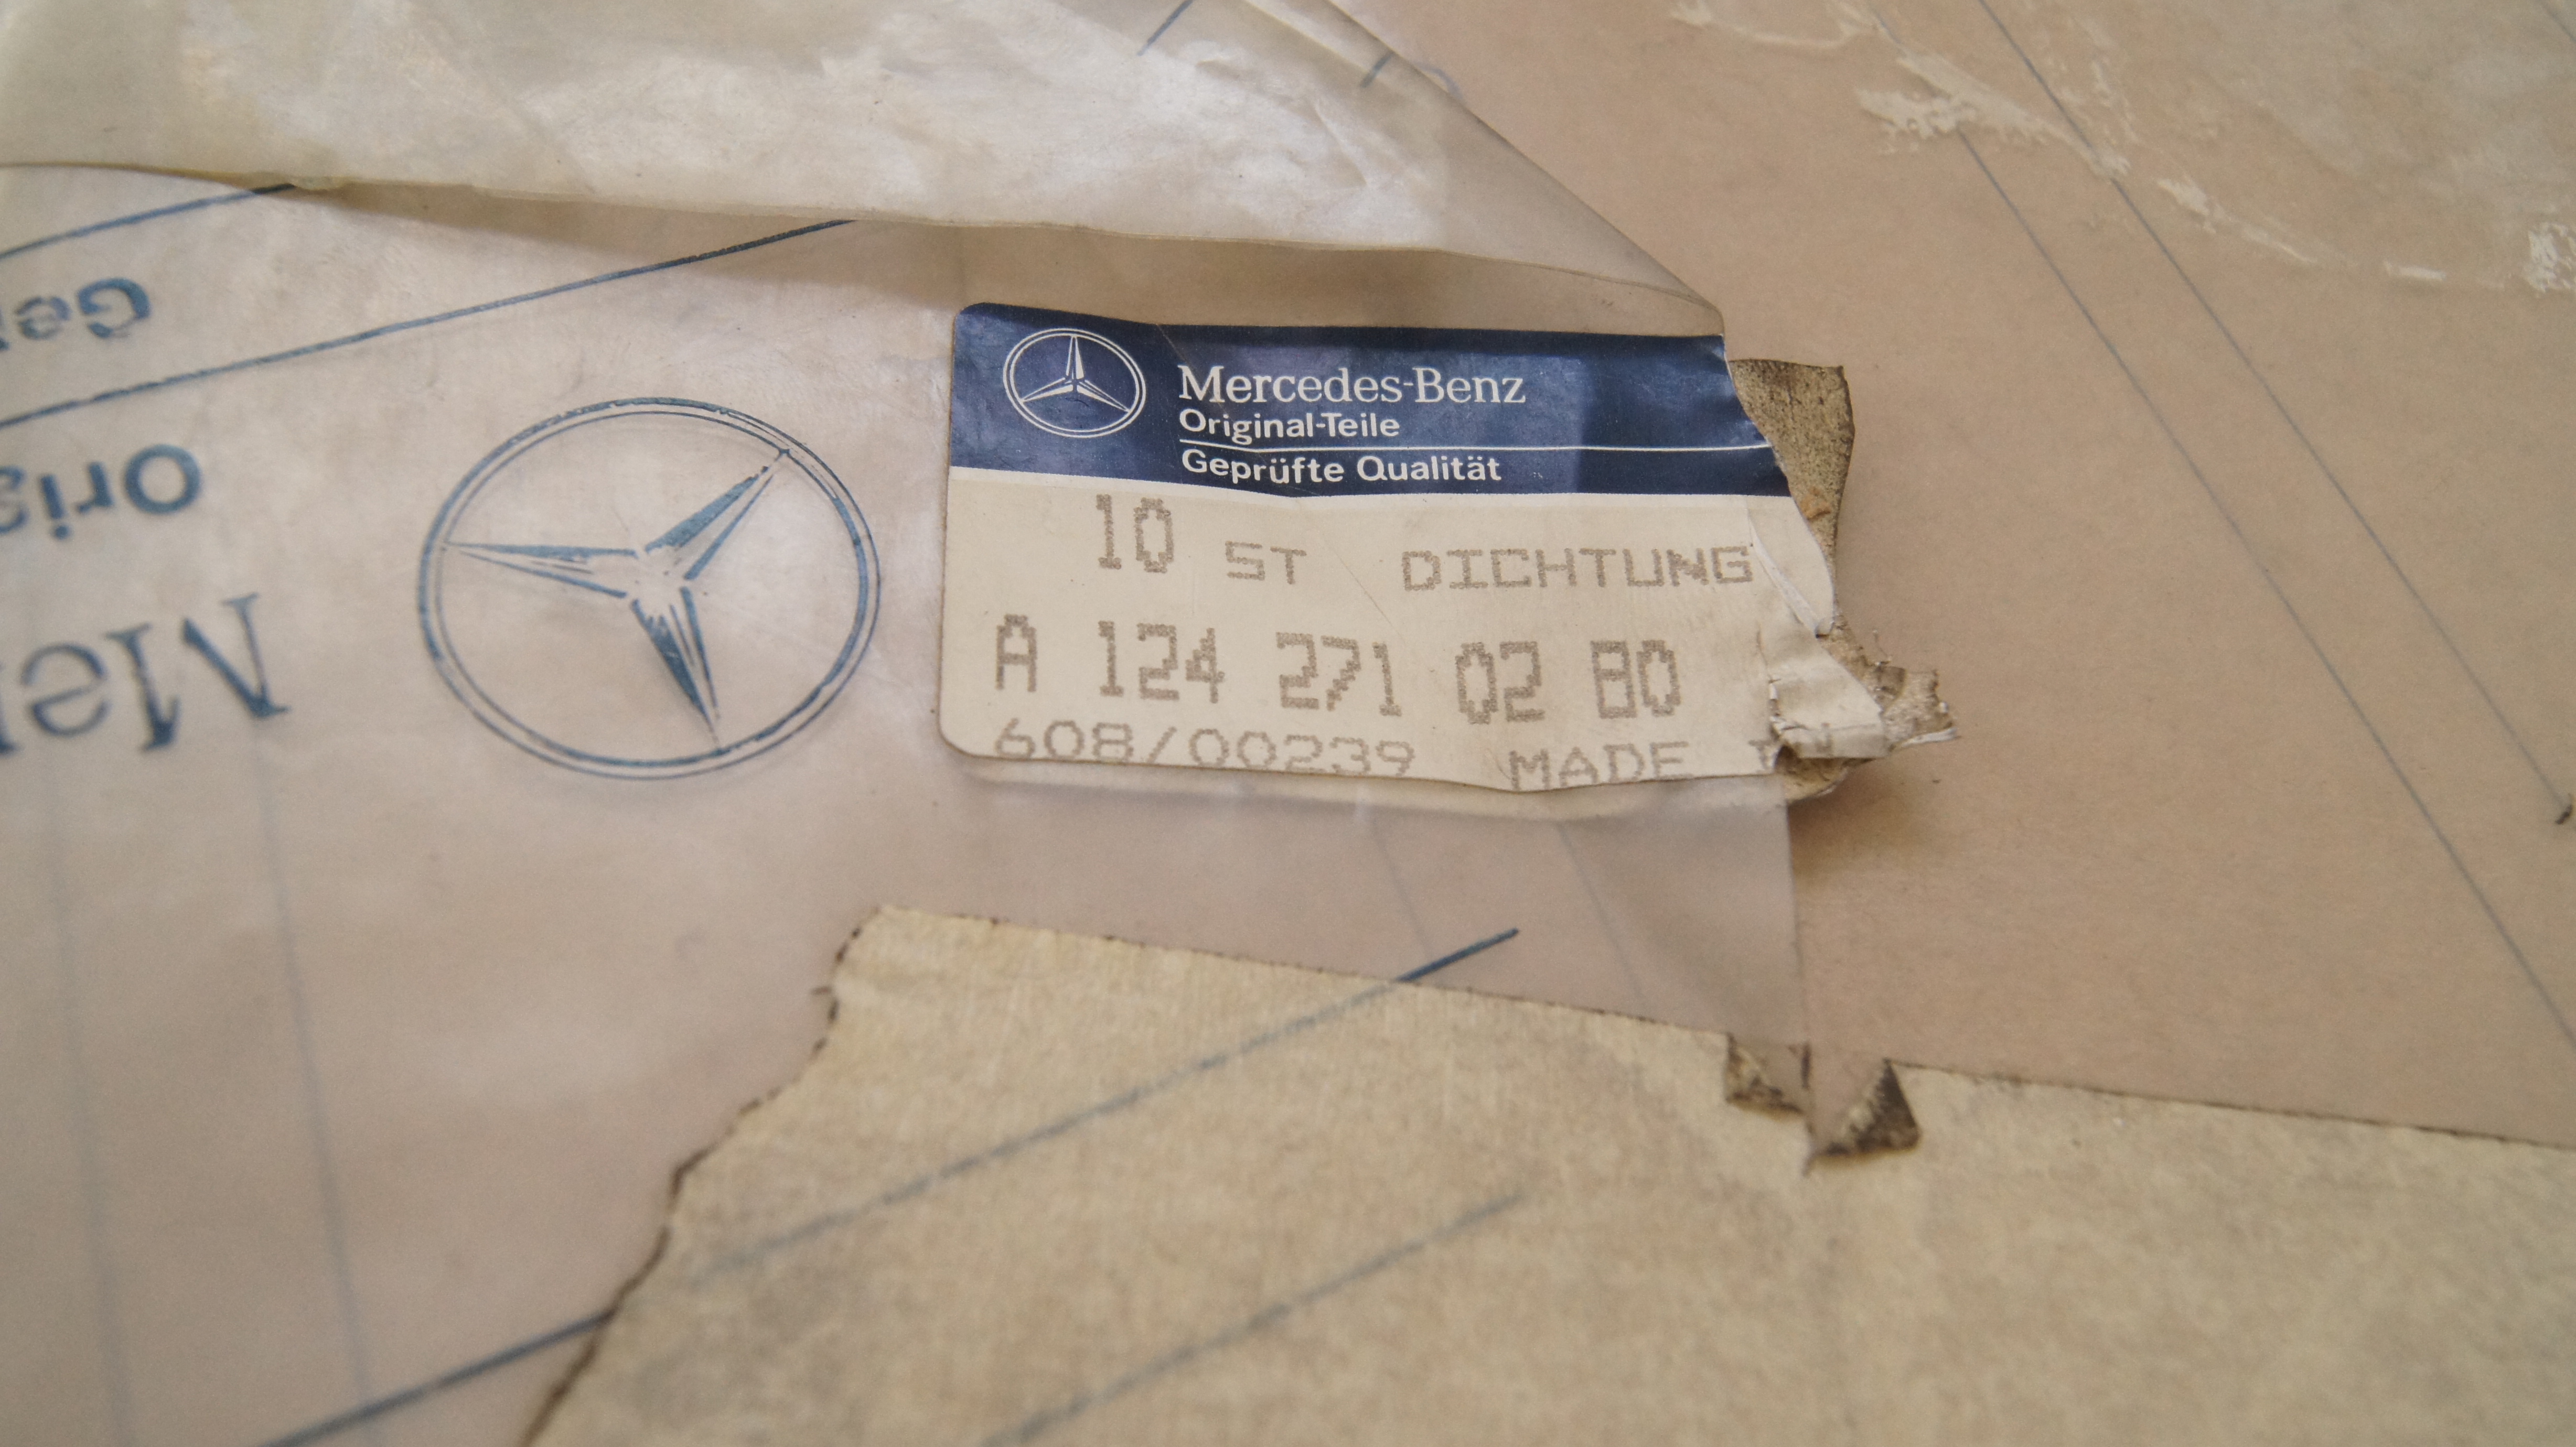 Mercedes-Benz
Original-Teile
Geprüfte Qualität
10 ST DICHTUNG
A 124 271 02 80
608/00239 MADE